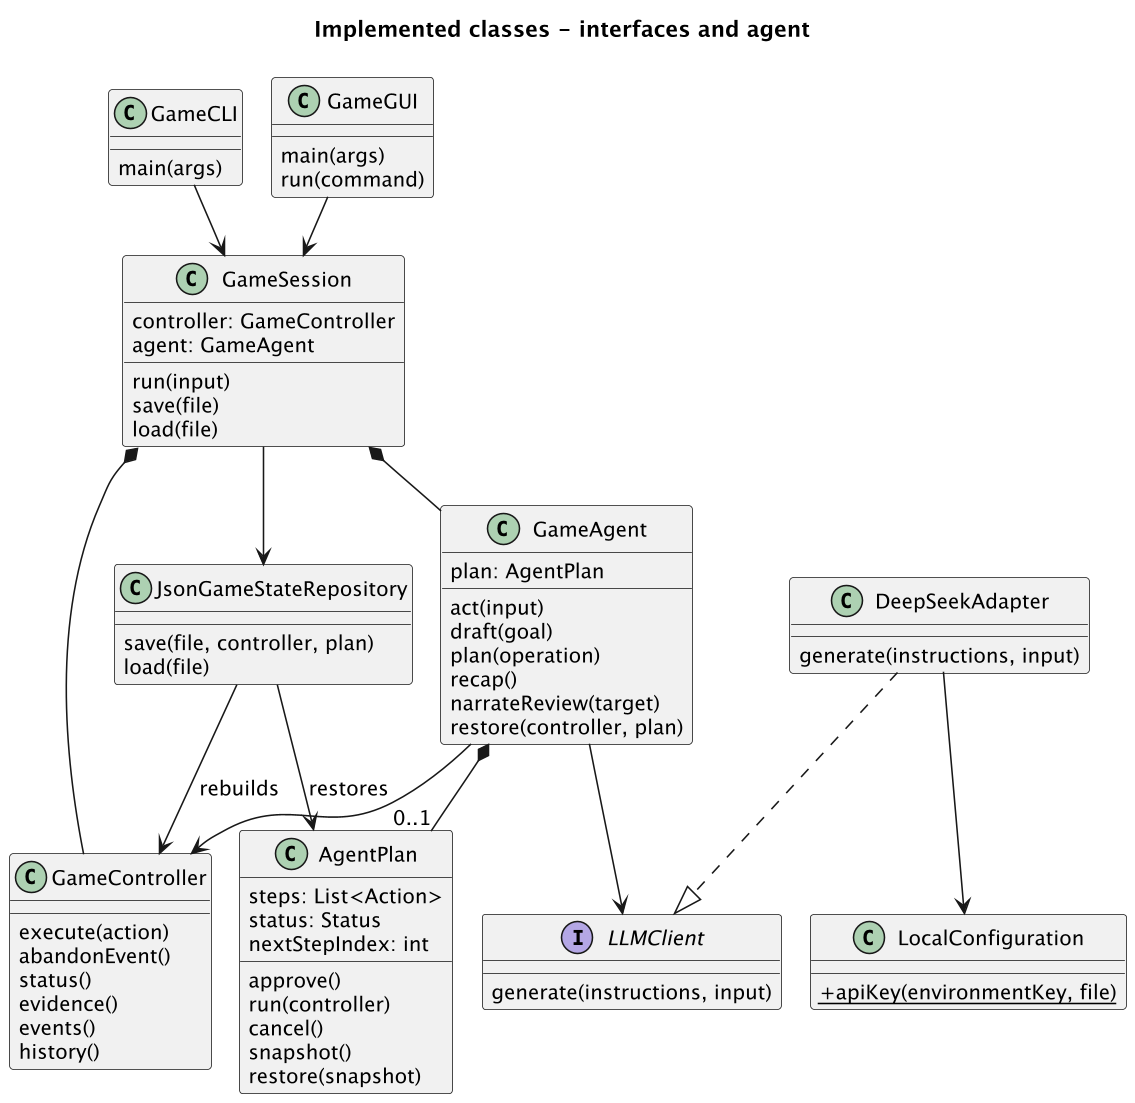 Implemented classes – interfaces and agent
C GameCLI
main(args)
C GameGUI
main(args)
run(command)
C GameSession
controller: GameController
agent: GameAgent
run(input)
save(file)
load(file)
C JsonGameStateRepository
save(file, controller, plan)
load(file)
C GameAgent
plan: AgentPlan
act(input)
draft(goal)
plan(operation)
recap()
narrateReview(target)
restore(controller, plan)
C DeepSeekAdapter
generate(instructions, input)
rebuilds
restores
0..1
C GameController
execute(action)
abandonEvent()
status()
evidence()
events()
history()
C AgentPlan
steps: List<Action>
status: Status
nextStepIndex: int
approve()
run(controller)
cancel()
snapshot()
restore(snapshot)
I LLMClient
generate(instructions, input)
C LocalConfiguration
+apiKey(environmentKey, file)